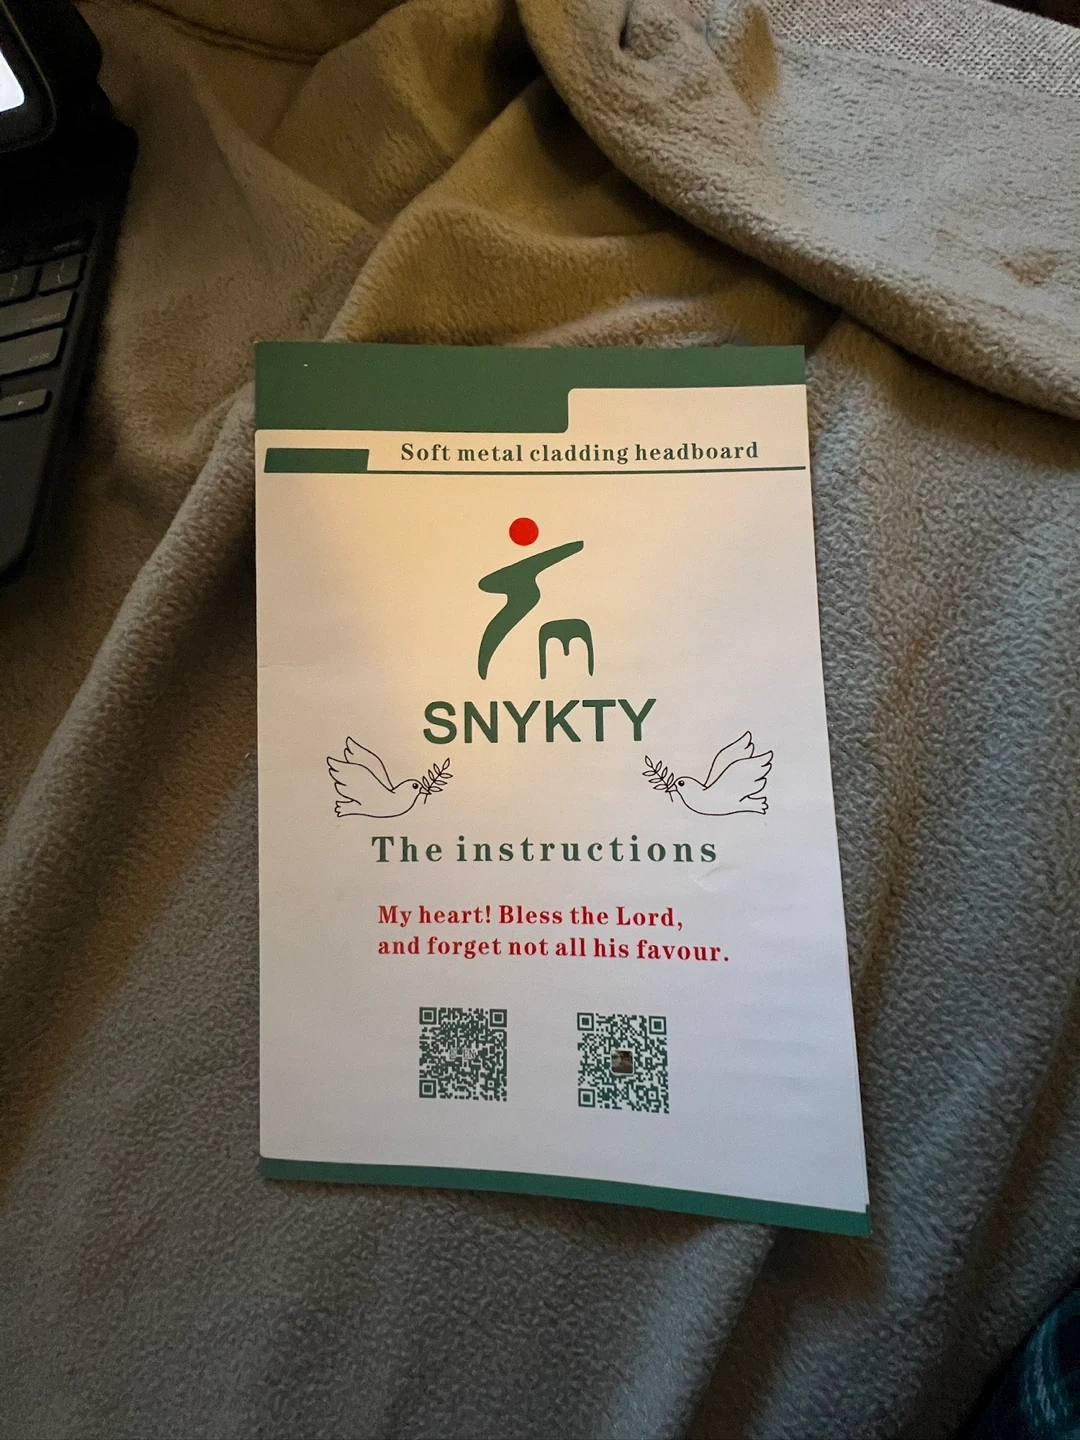 Soft metal cladding headboard
SNYKTY
The instructions
My heart! Bless the Lord,
and forget not all his favour.